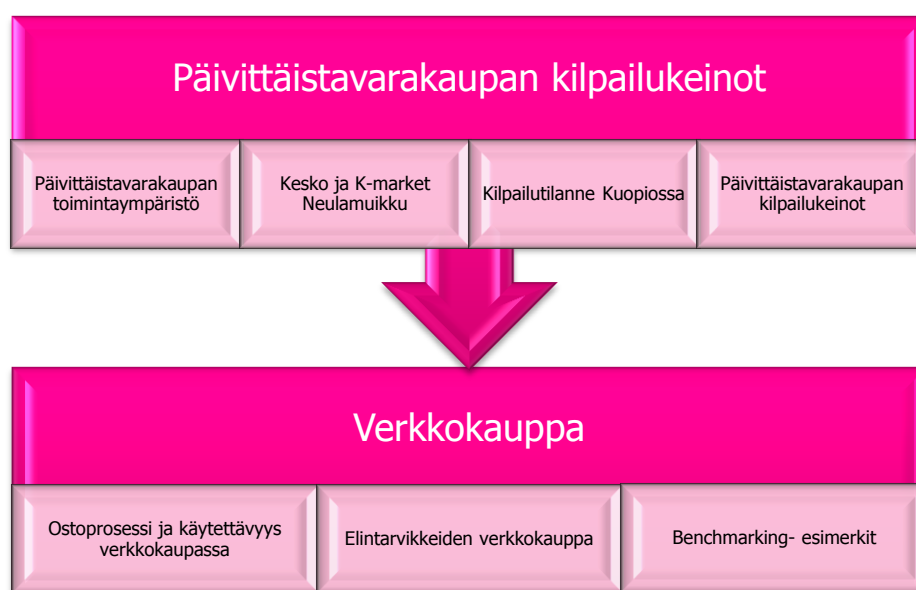 Päivittäistavarakaupan kilpailukeinot
Päivittäistavarakaupan
toimintaympäristö
Kesko ja K-market
Neulamuikku
Kilpailutilanne Kuopiossa
Päivittäistavarakaupan
kilpailukeinot
Verkkokauppa
Ostoprosessi ja käytettävyys
verkkokaupassa
Elintarvikkeiden verkkokauppa
Benchmarking- esimerkit